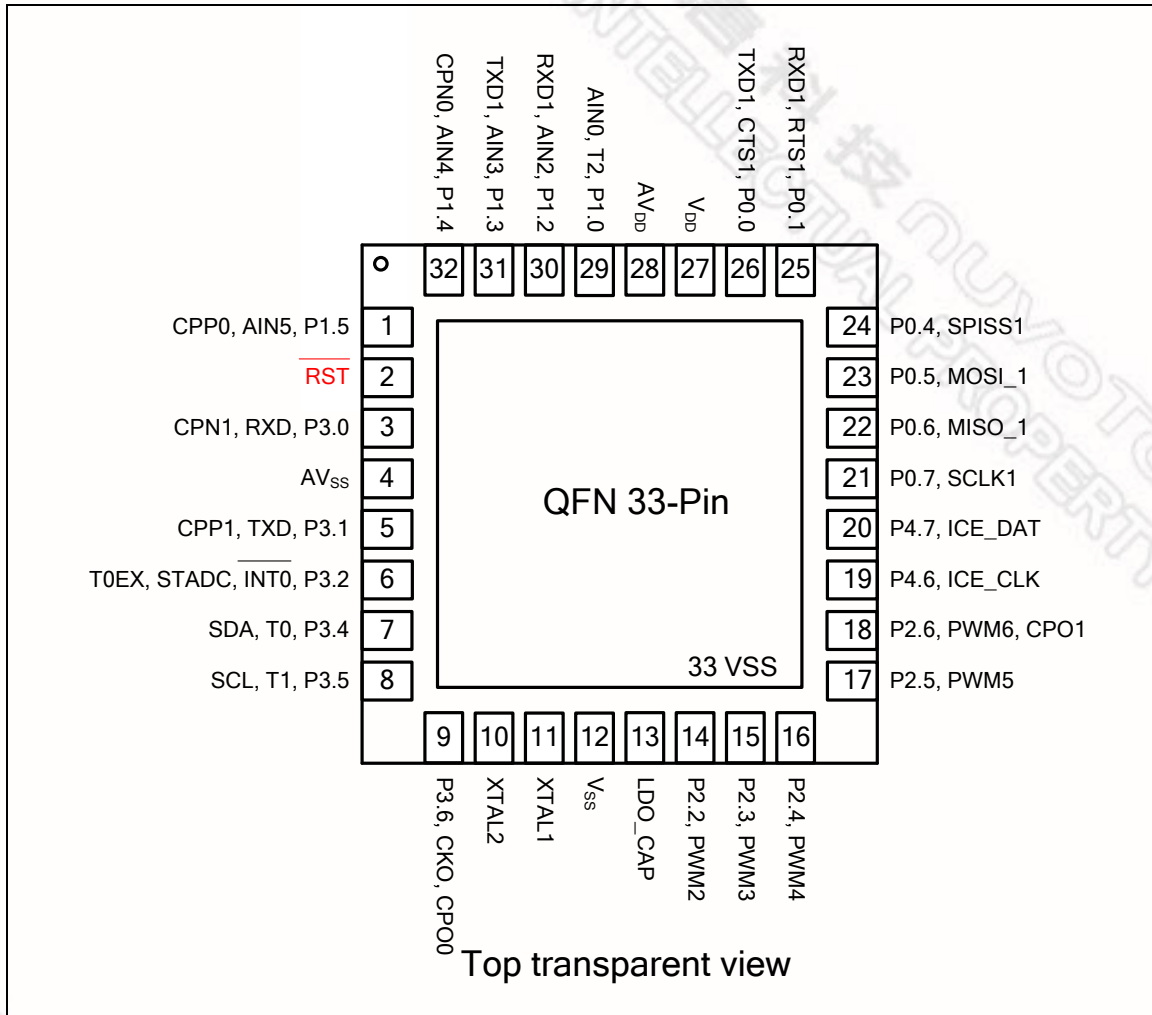 CPN0, AIN4, P1.4
TXD1, AIN3, P1.3
RXD1, AIN2, P1.2
AIN0, T2, P1.0
AVDD
VDD
TXD1, CTS1, P0.0
RXD1, RTS1, P0.1
32
31
30
29
28
27
26
25
CPP0, AIN5, P1.5
1
RST
2
CPN1, RXD, P3.0
3
AVSS
4
CPP1, TXD, P3.1
5
T0EX, STADC, INT0, P3.2
6
SDA, T0, P3.4
7
SCL, T1, P3.5
8
QFN 33-Pin
33 VSS
24
P0.4, SPISS1
23
P0.5, MOSI_1
22
P0.6, MISO_1
21
P0.7, SCLK1
20
P4.7, ICE_DAT
19
P4.6, ICE_CLK
18
P2.6, PWM6, CPO1
17
P2.5, PWM5
9
10
11
12
13
14
15
16
P3.6, CKO, CPO0
XTAL2
XTAL1
VSS
LDO_CAP
P2.2, PWM2
P2.3, PWM3
P2.4, PWM4
Top transparent view
科技 nuvoTo
INTELLECTUAL PROPERTY